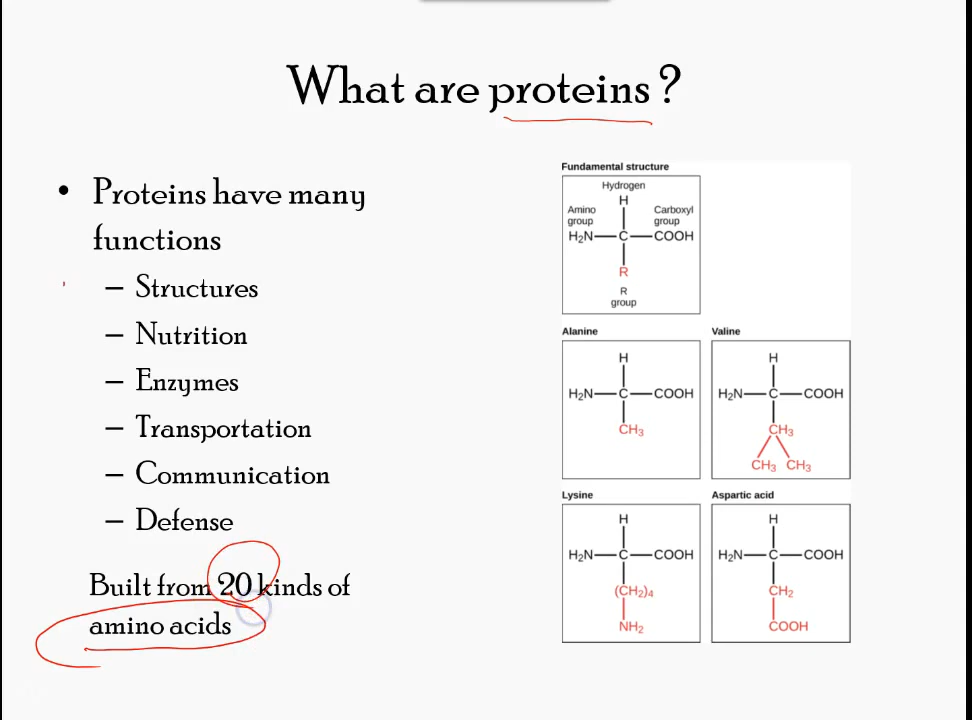 What are proteins?
• Proteins have many
functions
– Structures
– Nutrition
– Enzymes
– Transportation
– Communication
– Defense
Built from 20 kinds of
amino acids
Fundamental structure
Hydrogen
H
Amino
group
Carboxyl
group
H₂N—C—COOH
R
R
group
Alanine
H
H₂N—C—COOH
CH₃
Valine
H
H₂N—C—COOH
CH₃
CH₃ CH₃
Lysine
H
H₂N—C—COOH
(CH₂)₄
NH₂
Aspartic acid
H
H₂N—C—COOH
CH₂
COOH